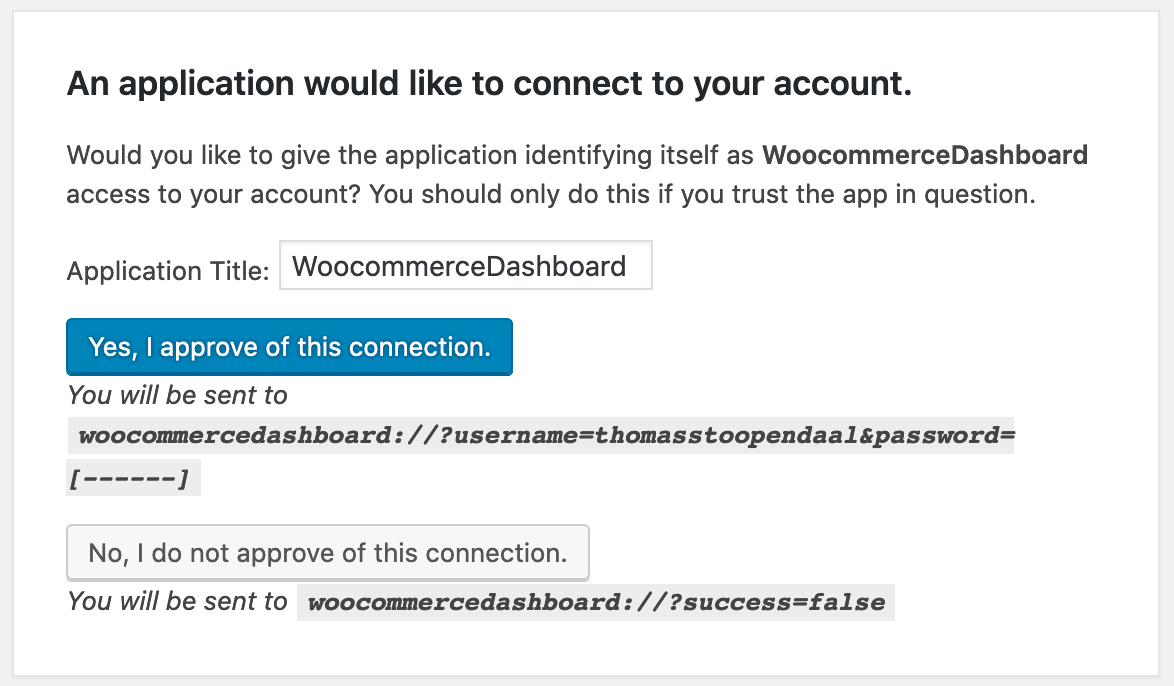 An application would like to connect to your account.
Would you like to give the application identifying itself as WoocommerceDashboard
access to your account? You should only do this if you trust the app in question.
Application Title: WoocommerceDashboard
Yes, I approve of this connection.
You will be sent to
woocommercedashboard://?username=thomasstoopendaal&password=
[------]
No, I do not approve of this connection.
You will be sent to woocommercedashboard://?success=false